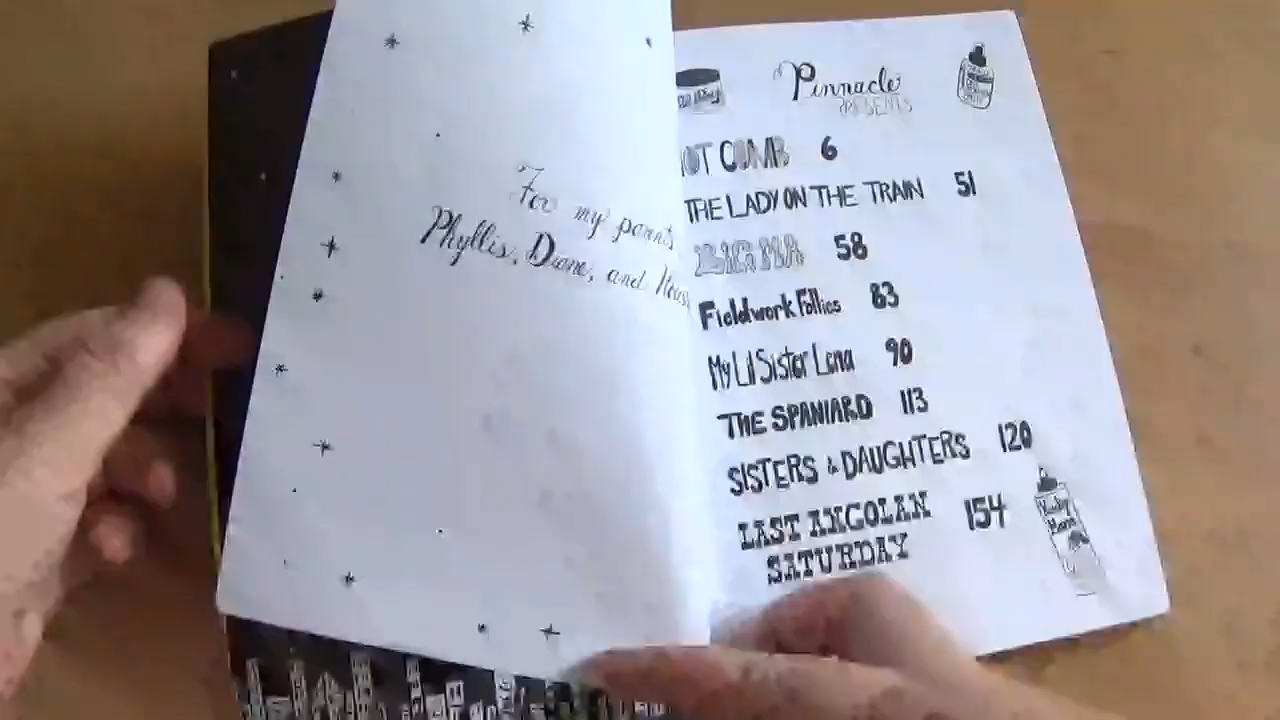 For my parents
Phyllis, Diane, and
Pinnacle
PRESENTS
HOT COMB 6
THE LADY ON THE TRAIN 51
BIG MA 58
Fieldwork Follies 83
My Lil Sister Lena 90
THE SPANIARD 113
SISTERS & DAUGHTERS 120
LAST ANGOLAN 154
SATURDAY